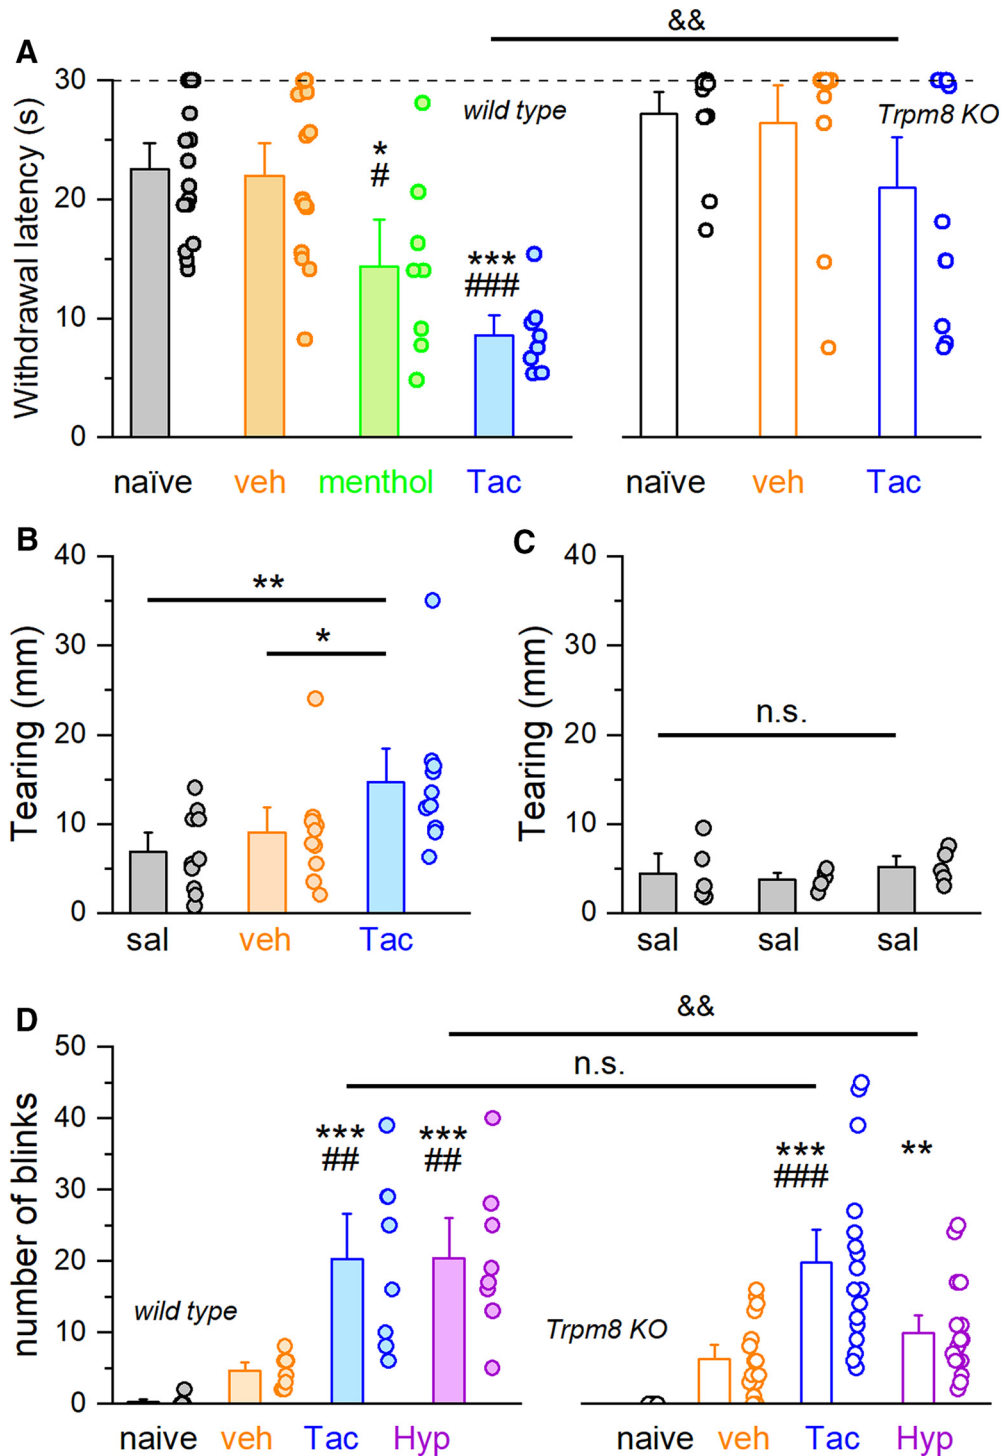 A
&&
Withdrawal latency (s)
30
20
10
0
wild type
Trpm8 KO
*
#
***
###
naïve veh menthol Tac
naïve veh Tac
B
Tearing (mm)
40
30
20
10
0
**
*
sal veh Tac
C
Tearing (mm)
40
30
20
10
0
n.s.
sal sal sal
D
number of blinks
50
40
30
20
10
0
&&
n.s.
***
##
***
##
***
###
**
wild type
Trpm8 KO
naive veh Tac Hyp
naive veh Tac Hyp